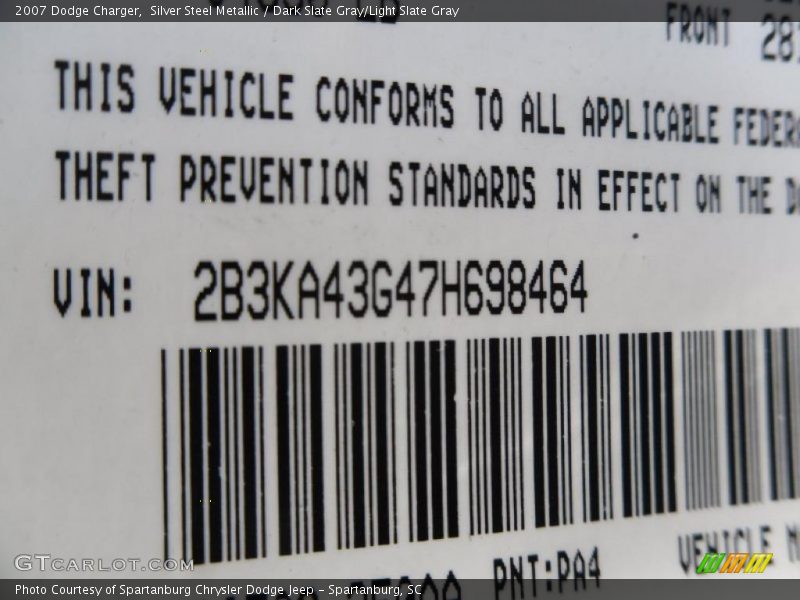 2007 Dodge Charger,  Silver Steel Metallic / Dark Slate Gray/Light Slate Gray
FRONT
THIS VEHICLE CONFORMS TO ALL APPLICABLE FEDERA
THEFT PREVENTION STANDARDS IN EFFECT ON THE D
VIN: 2B3KA43G47H698464
VEHICLE
PNT:PA4
GTCARLOT.COM
Photo Courtesy of Spartanburg Chrysler Dodge Jeep - Spartanburg, SC